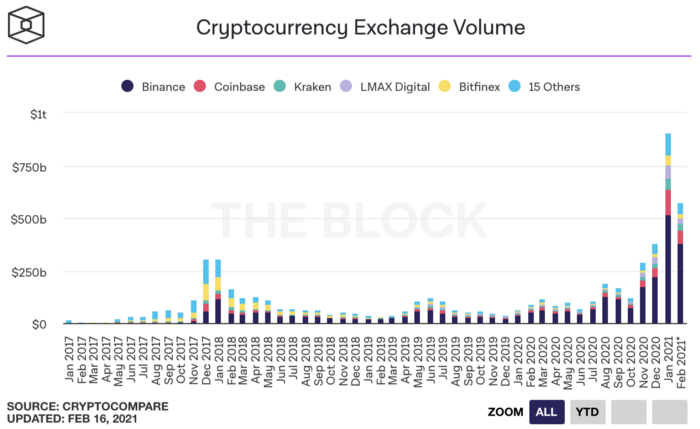 Cryptocurrency Exchange Volume
Binance Coinbase Kraken LMAX Digital Bitfinex 15 Others
$1t
$750b
$500b
$250b
$0
THE BLOCK
Jan 2017 Feb 2017 Mar 2017 Apr 2017 May 2017 Jun 2017 Jul 2017 Aug 2017 Sep 2017 Oct 2017 Nov 2017 Dec 2017 Jan 2018 Feb 2018 Mar 2018 Apr 2018 May 2018 Jun 2018 Jul 2018 Aug 2018 Sep 2018 Oct 2018 Nov 2018 Dec 2018 Jan 2019 Feb 2019 Mar 2019 Apr 2019 May 2019 Jun 2019 Jul 2019 Aug 2019 Sep 2019 Oct 2019 Nov 2019 Dec 2019 Jan 2020 Feb 2020 Mar 2020 Apr 2020 May 2020 Jun 2020 Jul 2020 Aug 2020 Sep 2020 Oct 2020 Nov 2020 Dec 2020 Jan 2021 Feb 2021*
SOURCE: CRYPTOCOMPARE
UPDATED: FEB 16, 2021
ZOOM ALL YTD